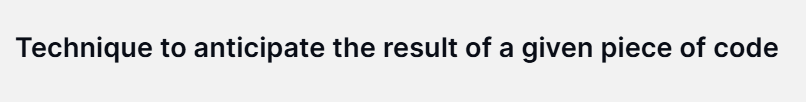 Technique to anticipate the result of a given piece of code